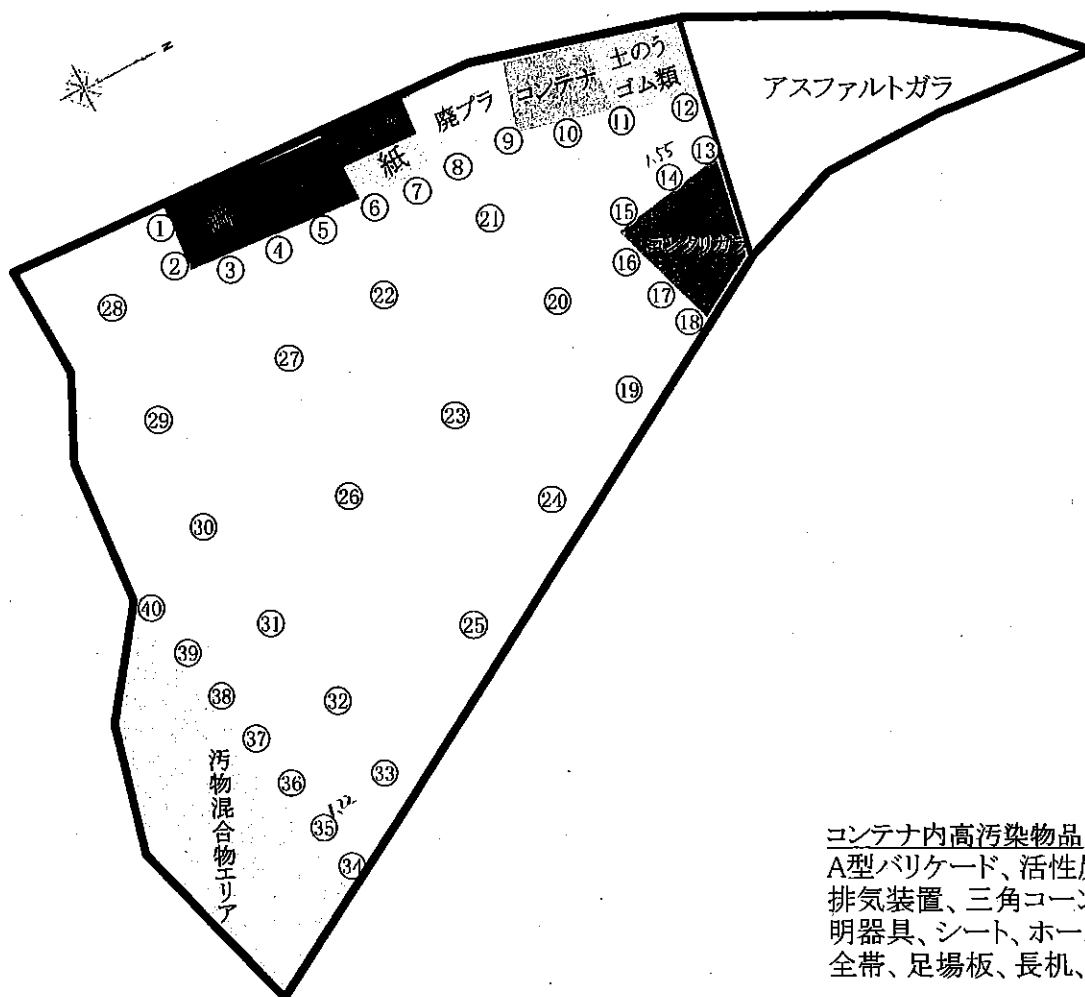 N
アスファルトガラ
土のう
ゴム類
コンテナ
廃プラ
紙
コンクリガラ
1.55
① ② ③ ④ ⑤ ⑥ ⑦ ⑧ ⑨ ⑩ ⑪ ⑫ ⑬ ⑭ ⑮ ⑯ ⑰ ⑱ ⑲ ⑳
㉑ ㉒ ㉓ ㉔ ㉕ ㉖ ㉗ ㉘ ㉙ ㉚ ㉛ ㉜ ㉝ ㉞ ㉟ ㊱ ㊲ ㊳ ㊴ ㊵
1.22
汚物混合物エリア
コンテナ内高汚染物品
A型バリケード、活性
排気装置、三角コーン
明器具、シート、ホー
全帯、足場板、長机、